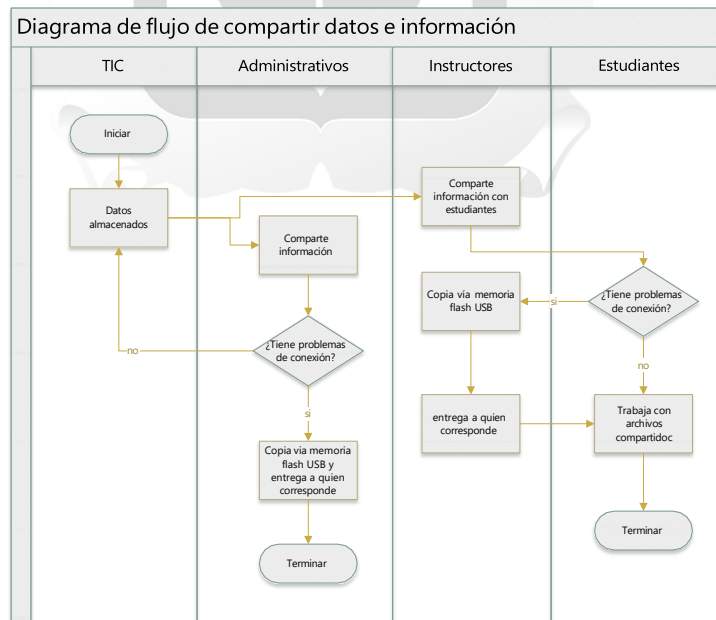 Diagrama de flujo de compartir datos e información
TIC
Administrativos
Instructores
Estudiantes
Iniciar
Datos
almacenados
Comparte
información
¿Tiene problemas
de conexión?
no
si
Copia via memoria
flash USB y
entrega a quien
corresponde
Terminar
Comparte
información con
estudiantes
¿Tiene problemas
de conexión?
si
Copia vía memoria
flash USB
entrega a quien
corresponde
no
Trabaja con
archivos
compartidoc
Terminar